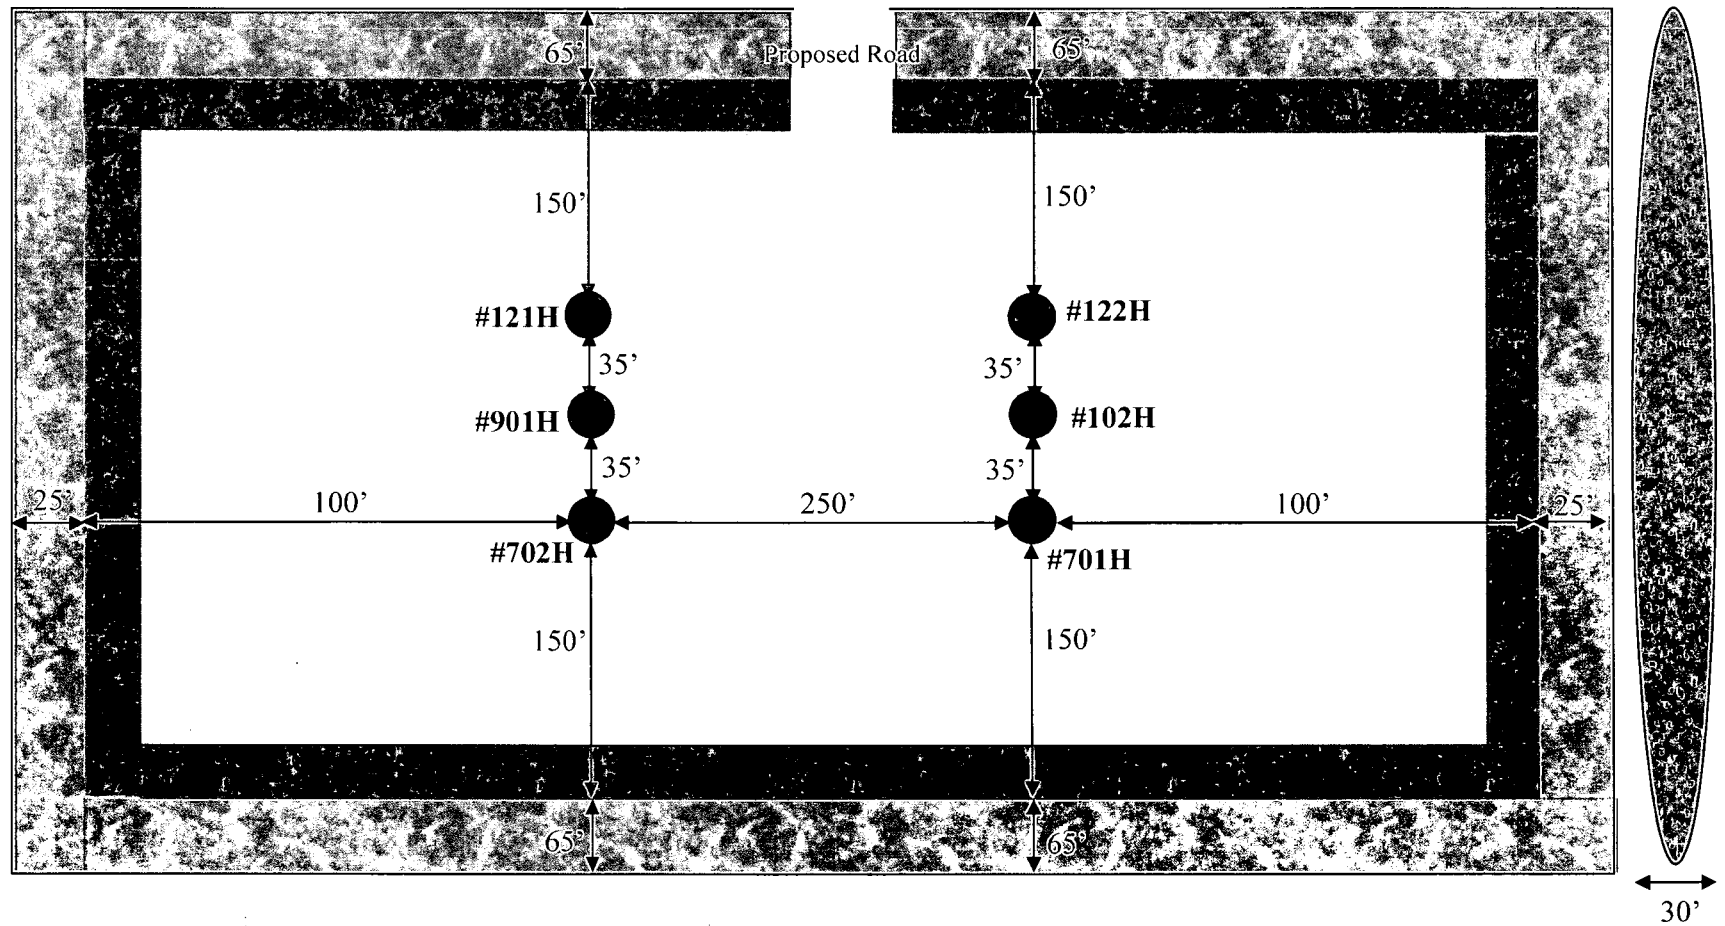 65’ 65’
Proposed Road
150’ 150’
#121H #122H
35’ 35’
#901H #102H
35’ 35’
25’ 100’ 250’ 100’ 25’
#702H #701H
150’ 150’
65’ 65’
30’